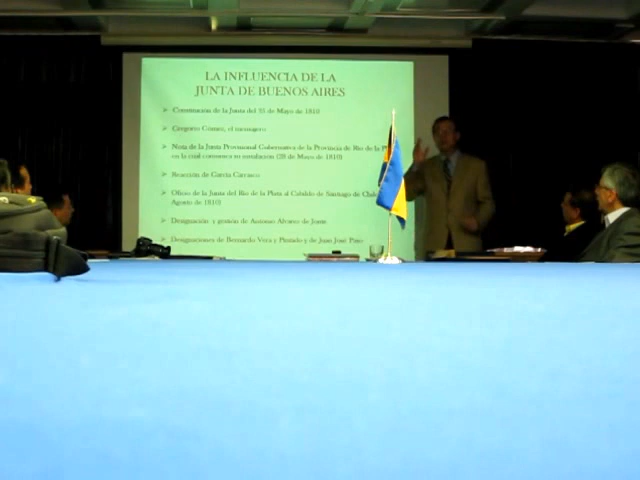 LA INFLUENCIA DE LA
JUNTA DE BUENOS AIRES
Constitución de la Junta del 25 de Mayo de 1810
Gregorio Gómez, el mensajero
Nota de la Junta Provisional Gubernativa de la Provincia de Río de la
en la cual comunica su instalación (28 de Mayo de 1810)
Reacción de García Carrasco
Oficio de la Junta del Río de la Plata al Cabildo de Santiago de Chile
Agosto de 1810)
Designación y gestión de Antonio Alvarez de Jonte
Designaciones de Bernardo Vera y Pintado y de Juan José Paso